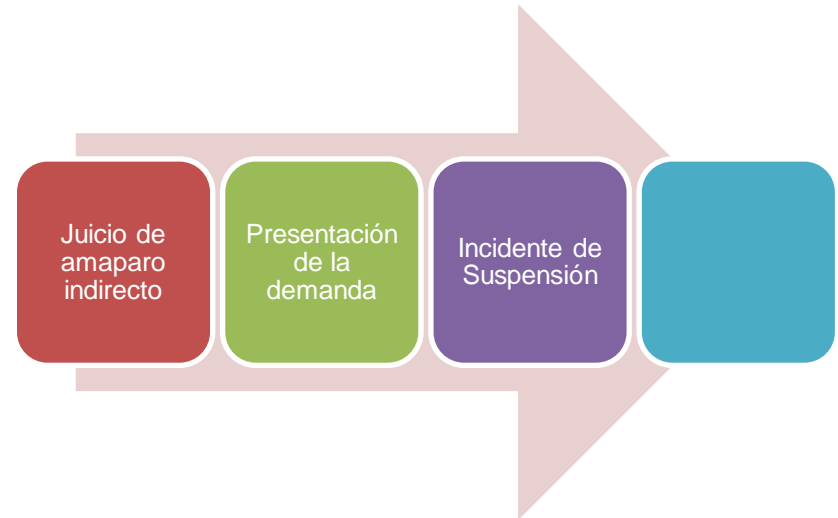 Juicio de
amaparo
indirecto
Presentación
de la
demanda
Incidente de
Suspensión